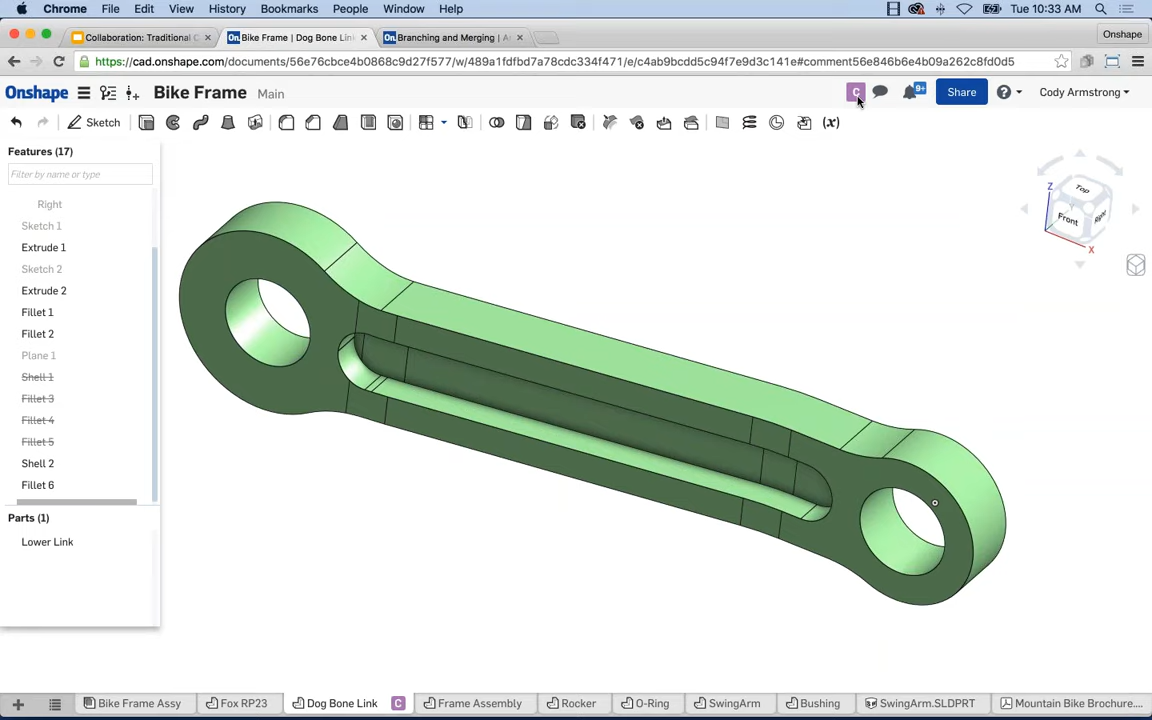 Chrome File Edit View History Bookmarks People Window Help Tue 10:33 AM
Collaboration: Traditional C
Bike Frame | Dog Bone Lin
Branching and Merging | A
Onshape
https://cad.onshape.com/documents/56e76cbce4b0868c9d27f577/w/489a1fdfbd7a78cdc334f471/e/c4ab9bcdd5c94f7e9d3c141e#comment56e846b6e4b09a262c8fd0d5
Onshape Bike Frame Main C 9+ Share Cody Armstrong
Sketch (x)
Features (17)
Filter by name or type
Right
Sketch 1
Extrude 1
Sketch 2
Extrude 2
Fillet 1
Fillet 2
Plane 1
Shell 1
Fillet 3
Fillet 4
Fillet 5
Shell 2
Fillet 6
Parts (1)
Lower Link
Top
Z
Front
Right
X
Bike Frame Assy Fox RP23 Dog Bone Link C Frame Assembly Rocker O-Ring SwingArm Bushing SwingArm.SLDPRT Mountain Bike Brochure....